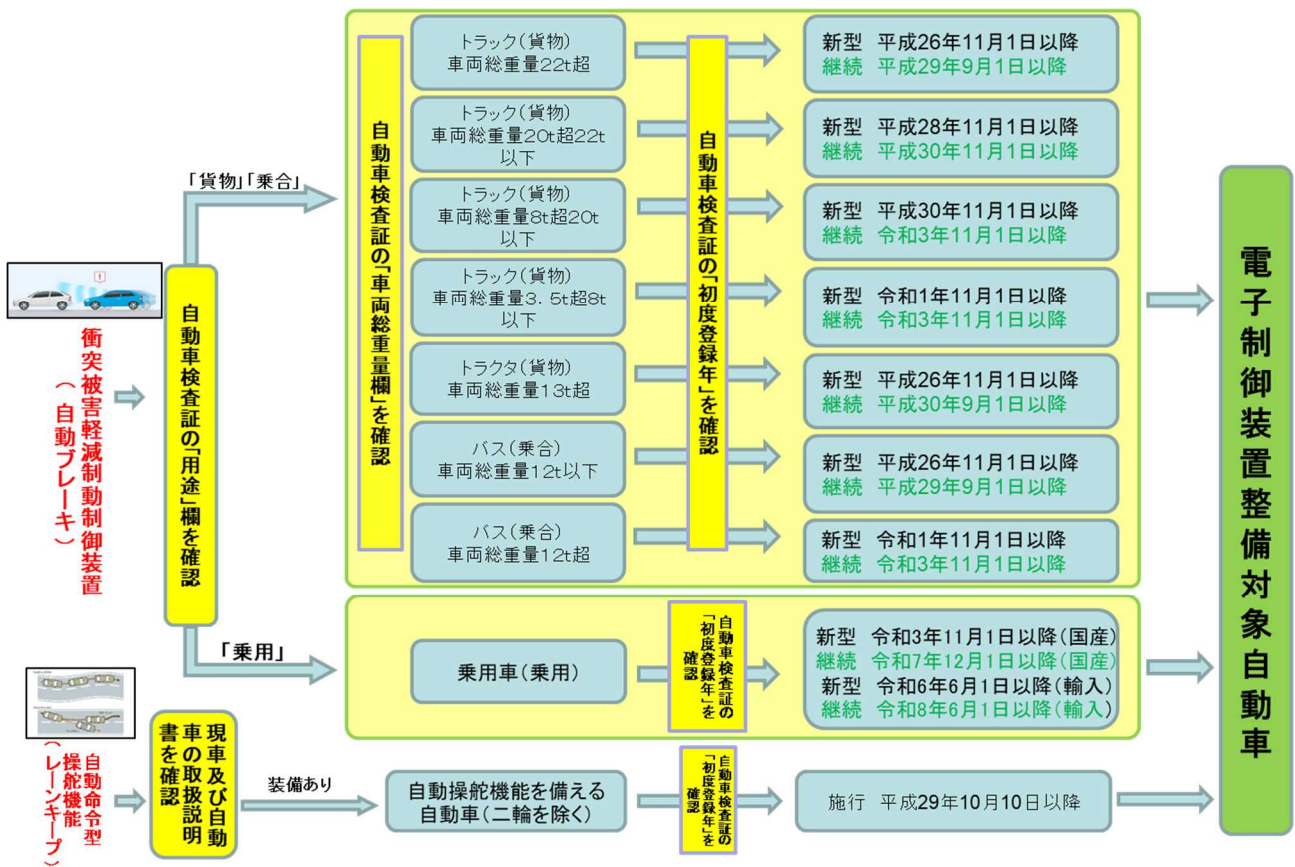 衝突被害軽減制動制御装置
(自動ブレーキ)
自動車検査証の「用途」欄を確認
「貨物」「乗合」
自動車検査証の「車両総重量欄」を確認
トラック(貨物)
車両総重量22t超
トラック(貨物)
車両総重量20t超22t
以下
トラック(貨物)
車両総重量8t超20t
以下
トラック(貨物)
車両総重量3.5t超8t
以下
トラクタ(貨物)
車両総重量13t超
バス(乗合)
車両総重量12t以下
バス(乗合)
車両総重量12t超
自動車検査証の「初度登録年」を確認
新型 平成26年11月1日以降
継続 平成29年9月1日以降
新型 平成28年11月1日以降
継続 平成30年11月1日以降
新型 平成30年11月1日以降
継続 令和3年11月1日以降
新型 令和1年11月1日以降
継続 令和3年11月1日以降
新型 平成26年11月1日以降
継続 平成30年9月1日以降
新型 平成26年11月1日以降
継続 平成29年9月1日以降
新型 令和1年11月1日以降
継続 令和3年11月1日以降
「乗用」
乗用車(乗用)
自動車検査証の
「初度登録年」を
確認
新型 令和3年11月1日以降(国産)
継続 令和7年12月1日以降(国産)
新型 令和6年6月1日以降(輸入)
継続 令和8年6月1日以降(輸入)
自動命令型
操舵機能
(レーンキープ)
現車及び自動
車の取扱説明
書を確認
装備あり
自動操舵機能を備える
自動車(二輪を除く)
自動車検査証の
「初度登録年」を
確認
施行 平成29年10月10日以降
電子制御装置整備対象自動車